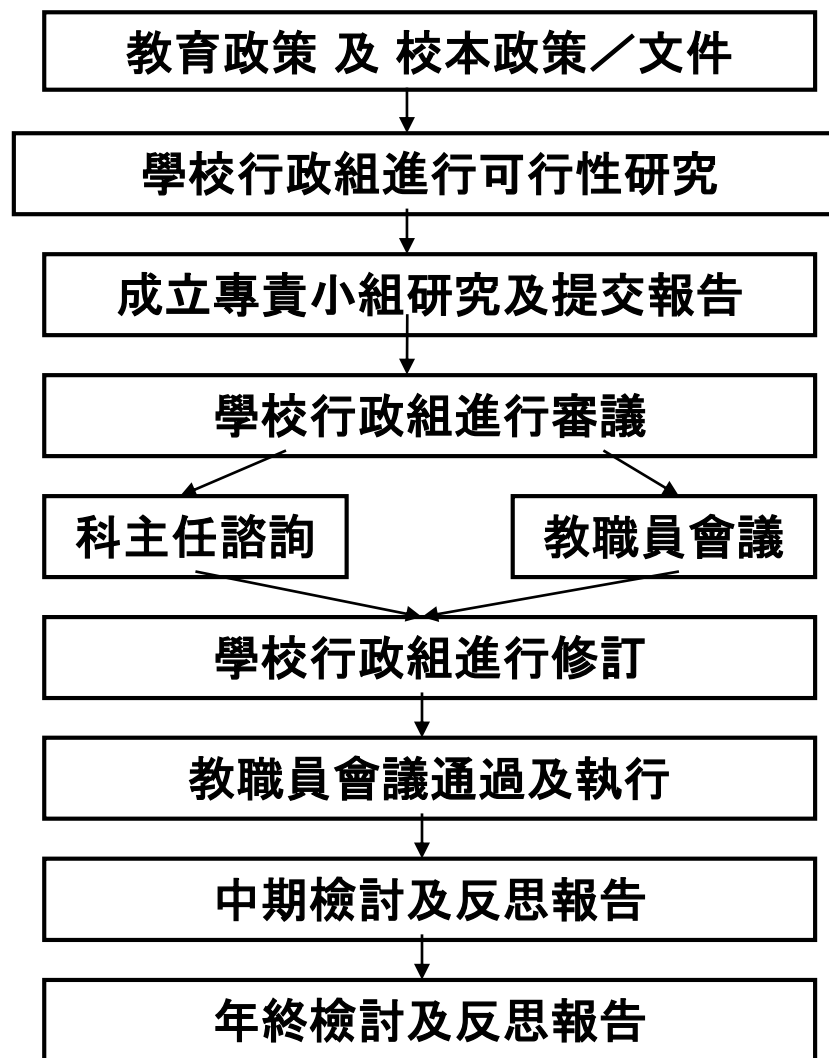 教育政策 及 校本政策／文件
學校行政組進行可行性研究
成立專責小組研究及提交報告
學校行政組進行審議
科主任諮詢
教職員會議
學校行政組進行修訂
教職員會議通過及執行
中期檢討及反思報告
年終檢討及反思報告